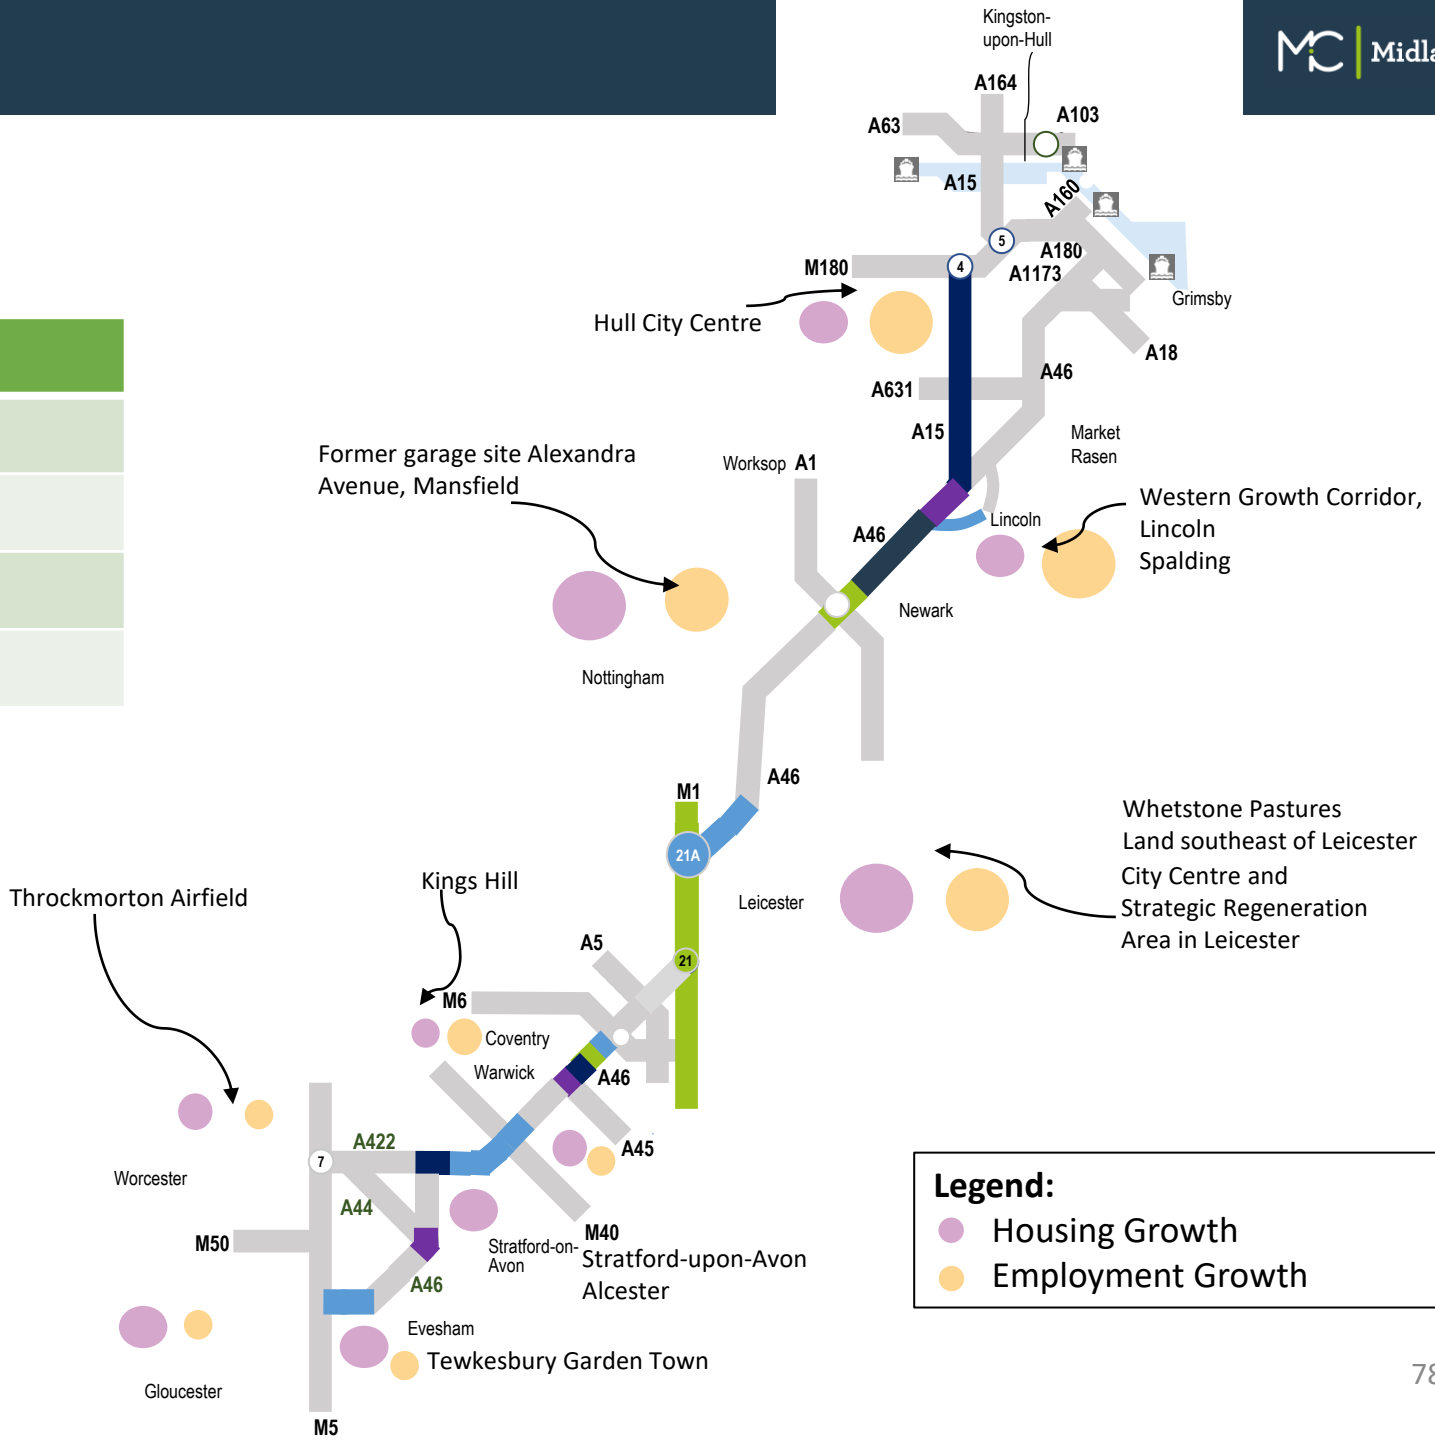 Kingston-
upon-Hull
Midla
A164
A63
A103
A15
A160
5
A180
M180
4
A1173
Grimsby
Hull City Centre
A18
A46
A631
A15
Market
Rasen
Former garage site Alexandra
Avenue, Mansfield
Worksop A1
Western Growth Corridor,
Lincoln
Spalding
Lincoln
A46
Newark
Nottingham
A46
M1
Whetstone Pastures
Land southeast of Leicester
City Centre and
Strategic Regeneration
Area in Leicester
21A
Kings Hill
Throckmorton Airfield
Leicester
A5
21
M6
Coventry
Warwick
A46
A422
A45
7
Worcester
A44
M50
M40
Stratford-on-
Avon
Stratford-upon-Avon
Alcester
A46
Evesham
Tewkesbury Garden Town
Gloucester
M5
Legend:
Housing Growth
Employment Growth
78